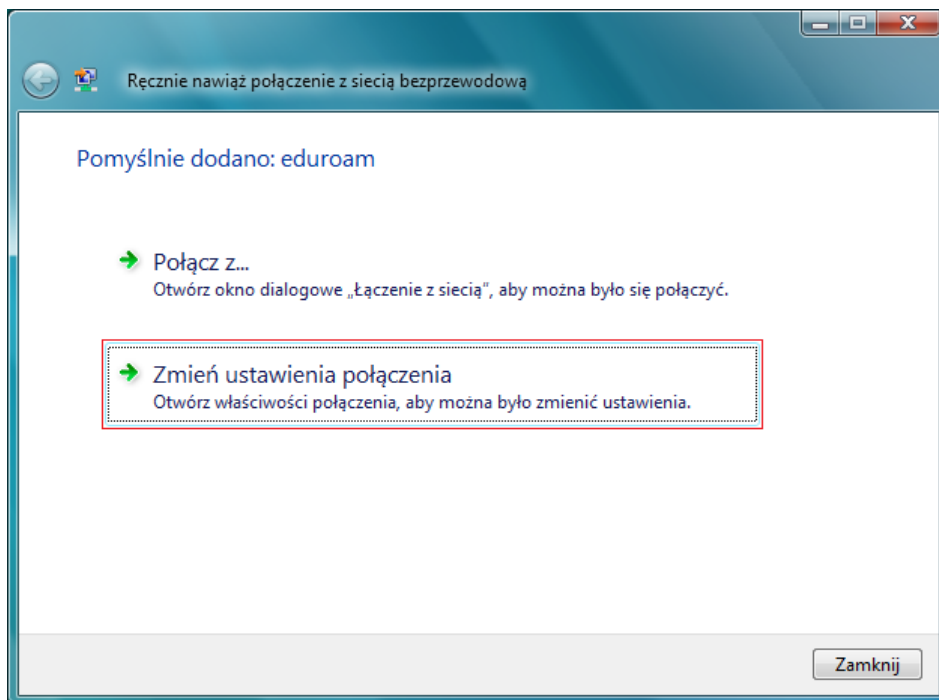 Ręcznie nawiąż połączenie z siecią bezprzewodową
Pomyślnie dodano: eduroam
Połącz z...
Otwórz okno dialogowe „Łączenie z siecią”, aby można było się połączyć.
Zmień ustawienia połączenia
Otwórz właściwości połączenia, aby można było zmienić ustawienia.
Zamknij